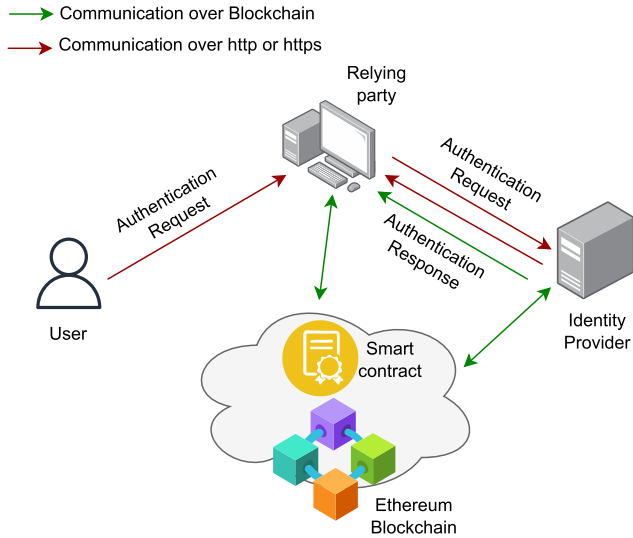 Communication over Blockchain
Communication over http or https
Relying
party
Authentication
Request
Authentication
Request
Authentication
Response
User
Identity
Provider
Smart
contract
Ethereum
Blockchain